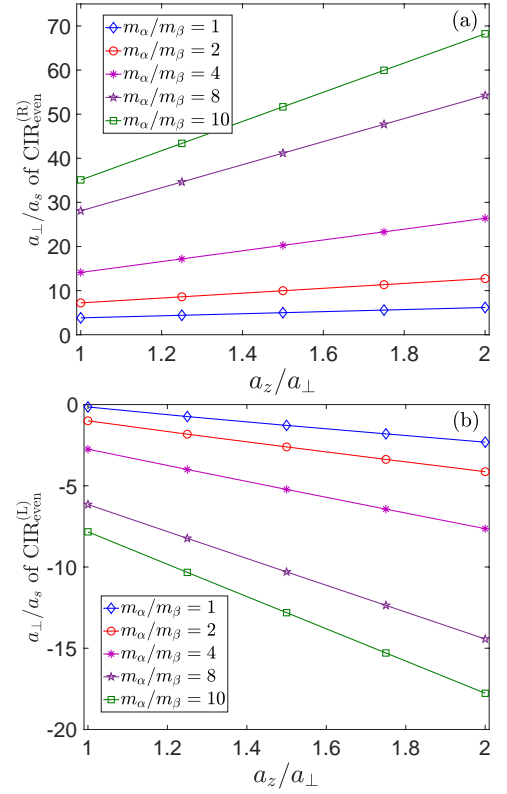 (a)
m_α/m_β = 1
m_α/m_β = 2
m_α/m_β = 4
m_α/m_β = 8
m_α/m_β = 10
70
60
50
40
30
20
10
0
a_⊥/a_s of CIR_even^(R)
1 1.2 1.4 1.6 1.8 2
a_z/a_⊥
(b)
0
-5
-10
-15
-20
a_⊥/a_s of CIR_even^(L)
m_α/m_β = 1
m_α/m_β = 2
m_α/m_β = 4
m_α/m_β = 8
m_α/m_β = 10
1 1.2 1.4 1.6 1.8 2
a_z/a_⊥